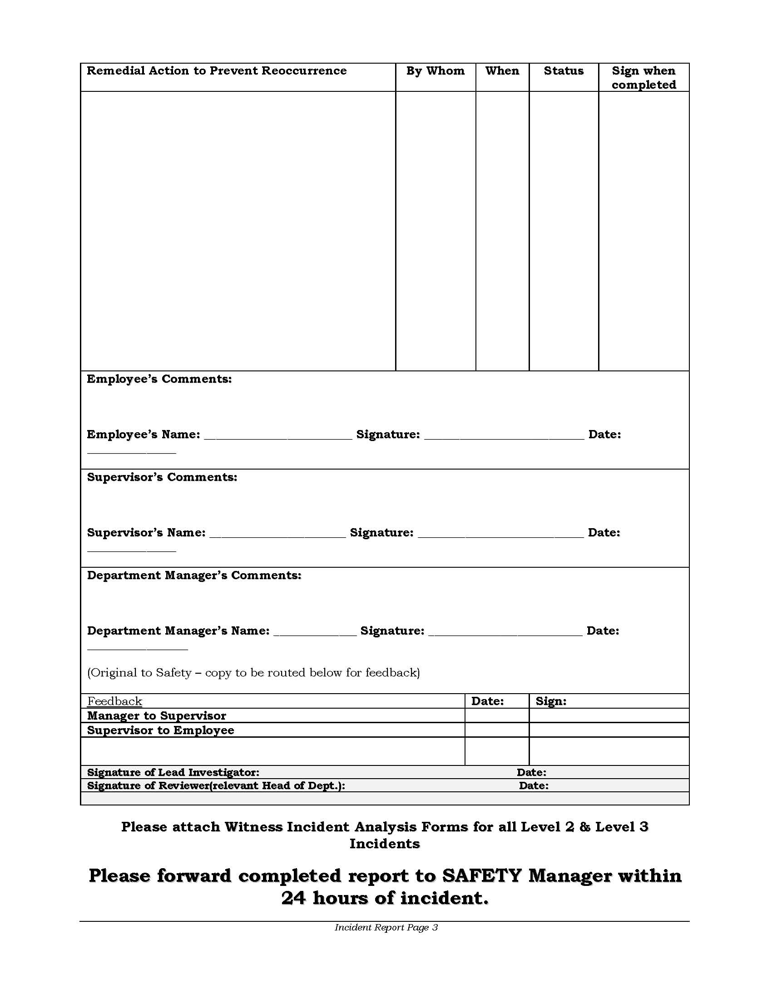 Remedial Action to Prevent Reoccurrence By Whom When Status Sign when
completed
Employee’s Comments:
Employee’s Name: _________________________ Signature: ___________________________ Date:
_______________
Supervisor’s Comments:
Supervisor’s Name: _______________________ Signature: ____________________________ Date:
_______________
Department Manager’s Comments:
Department Manager’s Name: ______________ Signature: __________________________ Date:
_________________
(Original to Safety – copy to be routed below for feedback)
Feedback Date: Sign:
Manager to Supervisor
Supervisor to Employee
Signature of Lead Investigator: Date:
Signature of Reviewer(relevant Head of Dept.): Date:
Please attach Witness Incident Analysis Forms for all Level 2 & Level 3
Incidents
Please forward completed report to SAFETY Manager within
24 hours of incident.
Incident Report Page 3